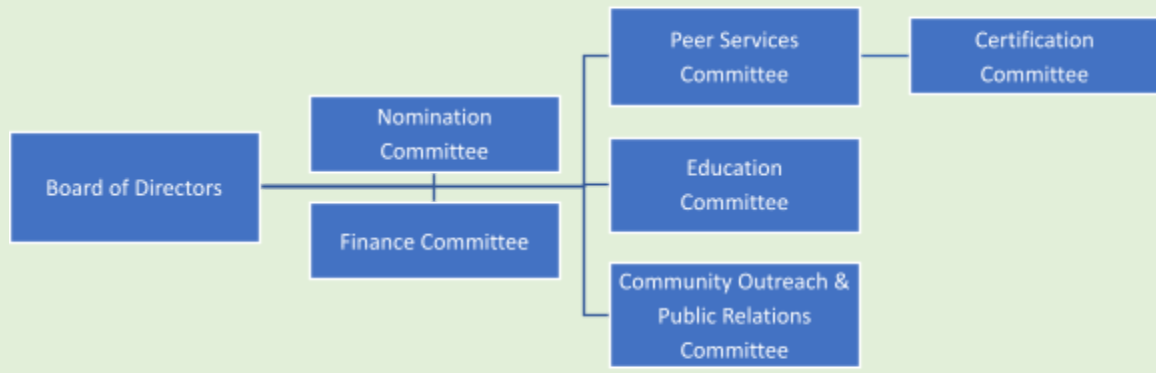 Board of Directors
Nomination
Committee
Finance Committee
Peer Services
Committee
Certification
Committee
Education
Committee
Community Outreach &
Public Relations
Committee